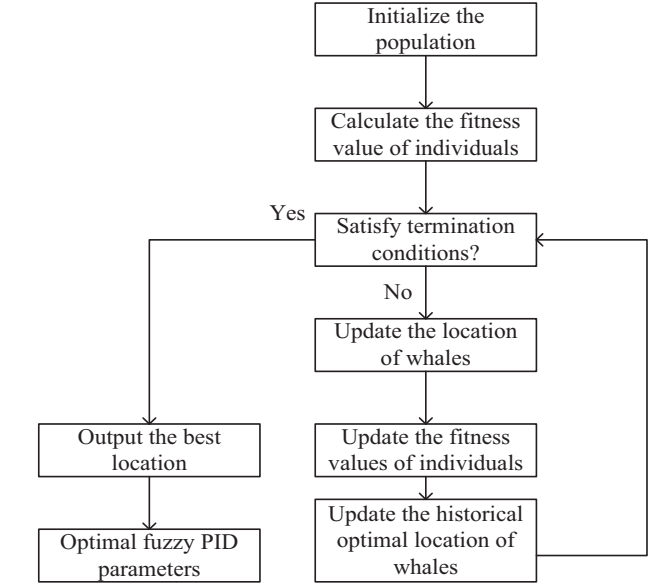 Initialize the
population
Calculate the fitness
value of individuals
Yes
Satisfy termination
conditions?
No
Update the location
of whales
Output the best
location
Update the fitness
values of individuals
Optimal fuzzy PID
parameters
Update the historical
optimal location of
whales